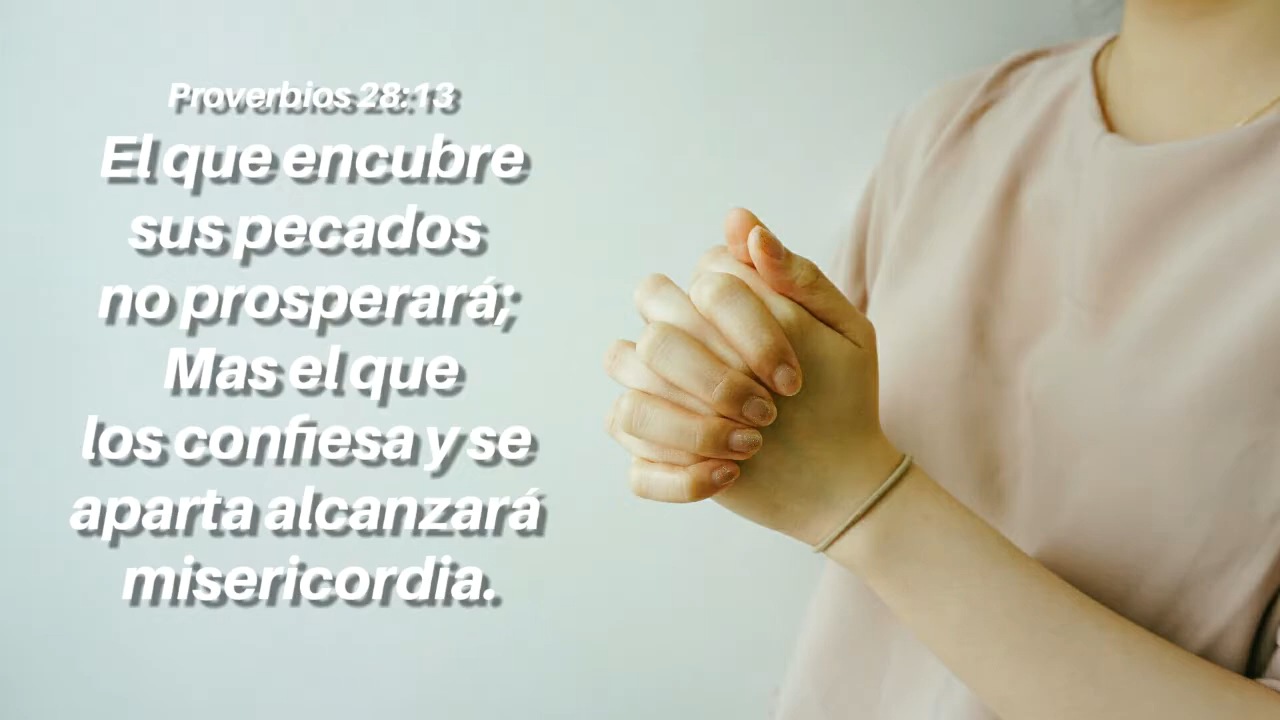 Proverbios 28:13
El que encubre
sus pecados
no prosperará;
Mas el que
los confiesa y se
aparta alcanzará
misericordia.